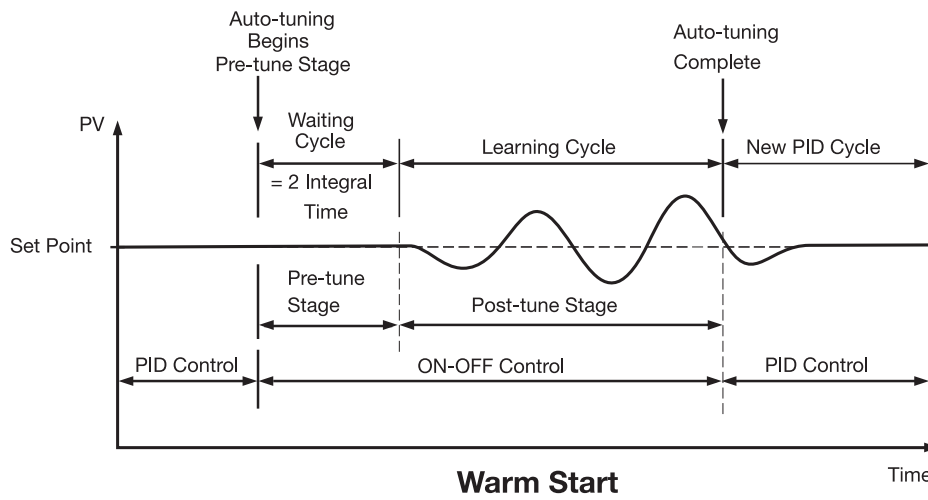 Auto-tuning
Begins
Pre-tune Stage
Auto-tuning
Complete
PV
Waiting
Cycle
Learning Cycle
New PID Cycle
= 2 Integral
Time
Set Point
Pre-tune
Stage
Post-tune Stage
PID Control
ON-OFF Control
PID Control
Warm Start
Time